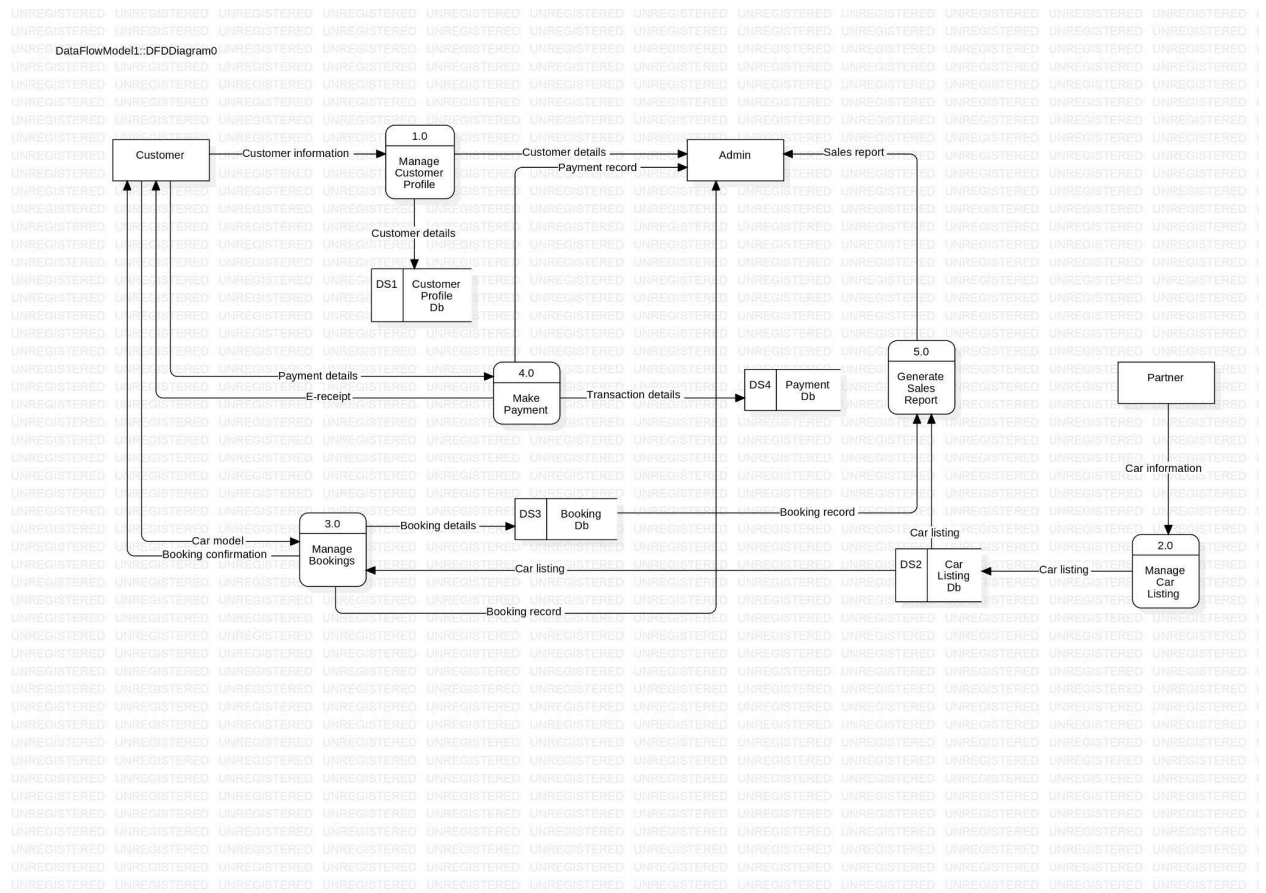 DataFlowModel1::DFDDiagram0
1.0
Customer
Customer information
Manage
Customer
Profile
Customer details
Payment record
Admin
Sales report
Customer details
DS1
Customer
Profile
Db
5.0
Generate
Sales
Report
4.0
Make
Payment
Payment details
E-receipt
Transaction details
DS4
Payment
Db
Partner
Car information
3.0
Manage
Bookings
Car model
Booking confirmation
Booking details
DS3
Booking
Db
Booking record
Car listing
2.0
Manage
Car
Listing
Car listing
DS2
Car
Listing
Db
Car listing
Booking record
UNREGISTERED